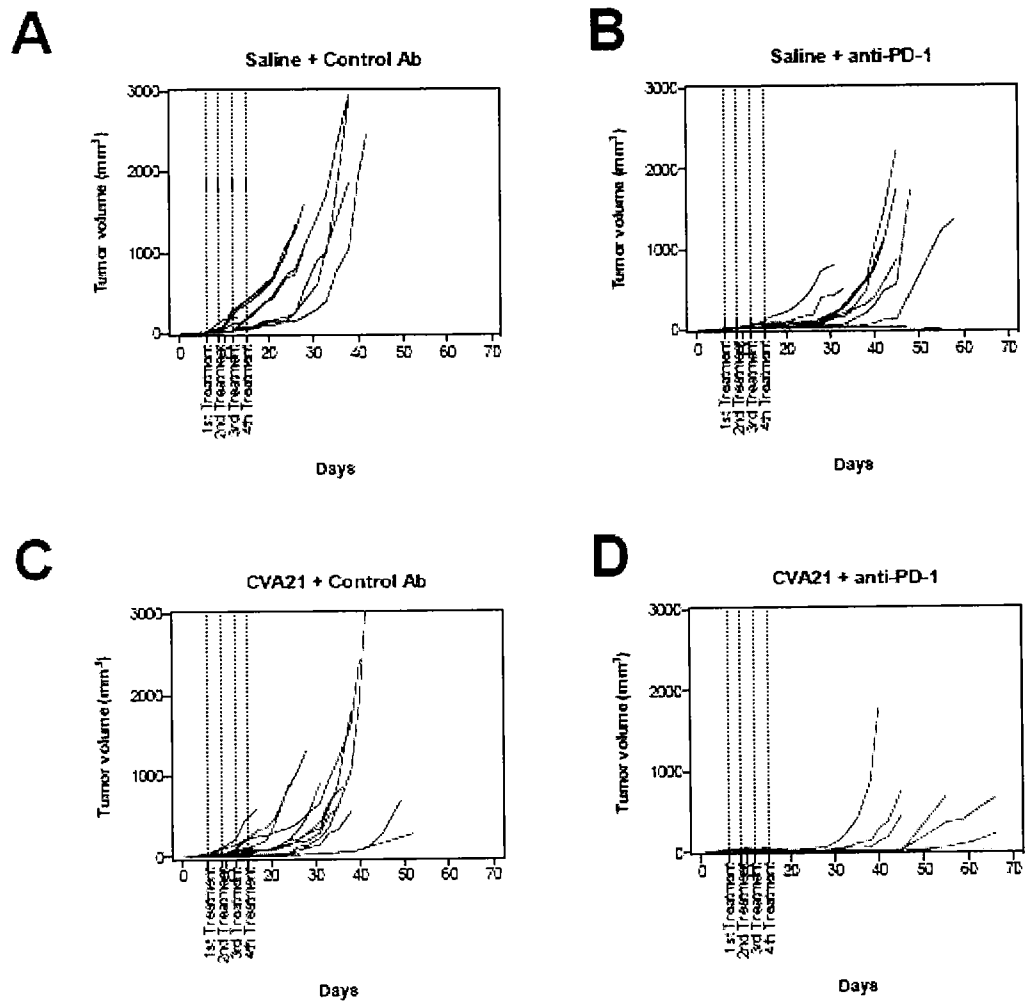 A
Saline + Control Ab
Tumor volume (mm³)
3000
2000
1000
0
0 10 20 30 40 50 60 70
1st Treatment
2nd Treatment
3rd Treatment
4th Treatment
Days
B
Saline + anti-PD-1
Tumor volume (mm³)
3000
2000
1000
0
0 10 20 30 40 50 60 70
1st Treatment
2nd Treatment
3rd Treatment
4th Treatment
Days
C
CVA21 + Control Ab
Tumor volume (mm³)
3000
2000
1000
0
0 10 20 30 40 50 60 70
1st Treatment
2nd Treatment
3rd Treatment
4th Treatment
Days
D
CVA21 + anti-PD-1
Tumor volume (mm³)
3000
2000
1000
0
0 10 20 30 40 50 60 70
1st Treatment
2nd Treatment
3rd Treatment
4th Treatment
Days